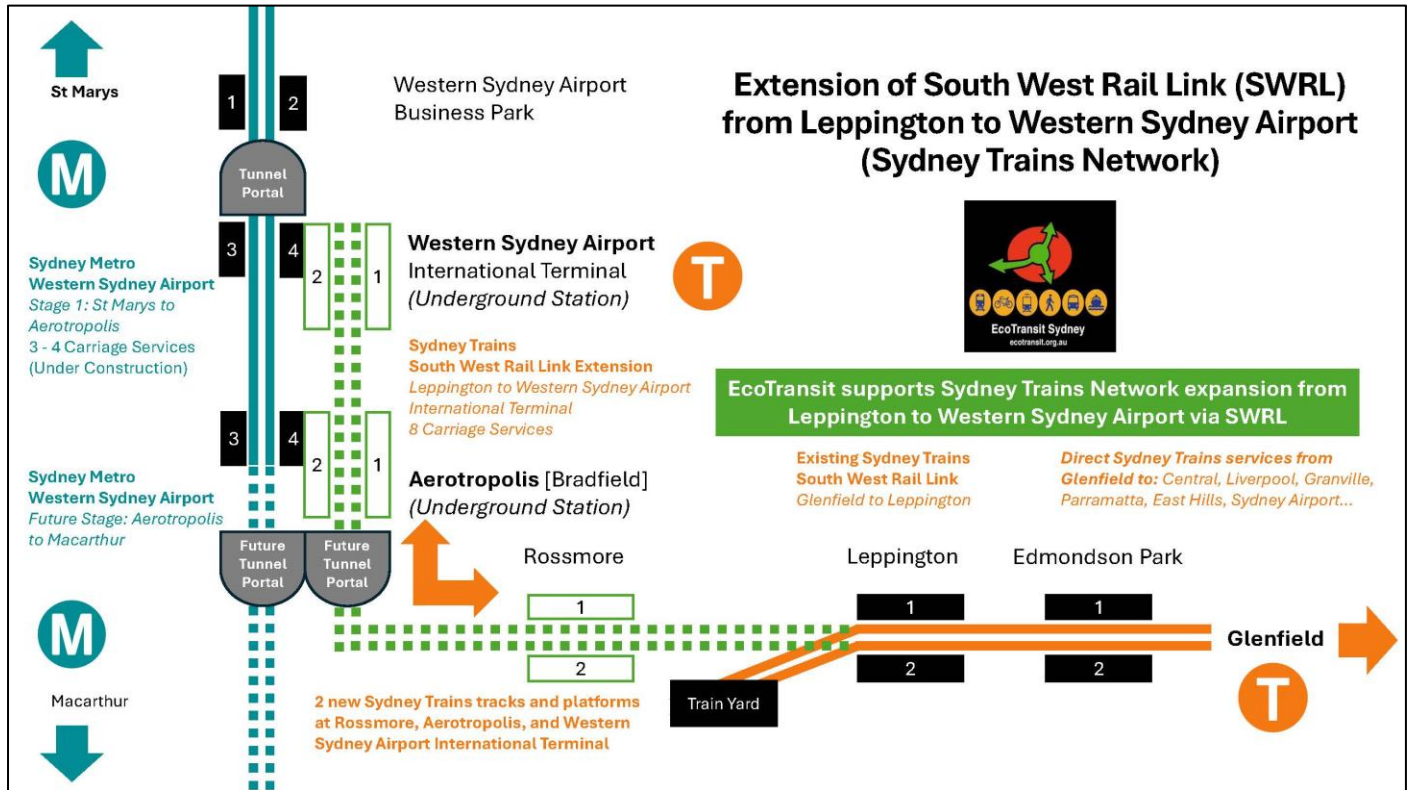 St Marys
M
1
2
Western Sydney Airport
Business Park
Extension of South West Rail Link (SWRL)
from Leppington to Western Sydney Airport
(Sydney Trains Network)
Tunnel
Portal
Sydney Metro
Western Sydney Airport
Stage 1: St Marys to
Aerotropolis
3 - 4 Carriage Services
(Under Construction)
3
4
2
1
Western Sydney Airport
International Terminal
(Underground Station)
T
EcoTransit Sydney
ecotransit.org.au
Sydney Trains
South West Rail Link Extension
Leppington to Western Sydney Airport
International Terminal
8 Carriage Services
EcoTransit supports Sydney Trains Network expansion from
Leppington to Western Sydney Airport via SWRL
3
4
2
1
Aerotropolis [Bradfield]
(Underground Station)
Existing Sydney Trains
South West Rail Link
Glenfield to Leppington
Direct Sydney Trains services from
Glenfield to: Central, Liverpool, Granville,
Parramatta, East Hills, Sydney Airport...
Sydney Metro
Western Sydney Airport
Future Stage: Aerotropolis
to Macarthur
Future
Tunnel
Portal
Future
Tunnel
Portal
Rossmore
1
2
Leppington
1
2
Edmondson Park
1
2
Glenfield
T
M
Macarthur
Train Yard
2 new Sydney Trains tracks and platforms
at Rossmore, Aerotropolis, and Western
Sydney Airport International Terminal